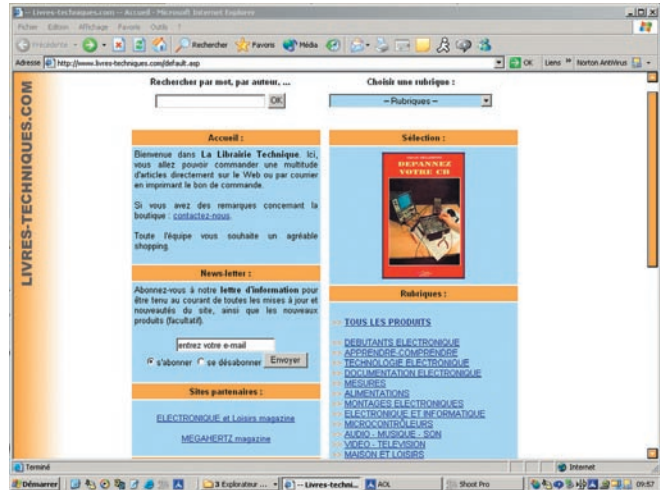 Livres-techniques.com -- Accueil - Microsoft Internet Explorer
Fichier Edition Affichage Favoris Outils ?
Précédente Rechercher Favoris Média
Adresse http://www.livres-techniques.com/default.asp OK Liens » Norton AntiVirus
LIVRES-TECHNIQUES.COM
Rechercher par mot, par auteur, ...
OK
Choisir une rubrique :
-- Rubriques --
Accueil :
Bienvenue dans La Librairie Technique. Ici,
vous allez pouvoir commander une multitude
d'articles directement sur le Web ou par courrier
en imprimant le bon de commande.
Si vous avez des remarques concernant la
boutique : contactez-nous.
Toute l'équipe vous souhaite un agréable
shopping.
News-letter :
Abonnez-vous à notre lettre d'information pour
être tenu au courant de toutes les mises à jour et
nouveautés du site, ainsi que les nouveaux
produits (facultatif).
entrez votre e-mail
s'abonner se désabonner Envoyer
Sites partenaires :
ELECTRONIQUE et Loisirs magazine
MEGAHERTZ magazine
Sélection :
DEPANNEZ
VOTRE CD
Rubriques :
TOUS LES PRODUITS
DEBUTANTS ELECTRONIQUE
APPRENDRE-COMPRENDRE
TECHNOLOGIE ELECTRONIQUE
DOCUMENTATION ELECTRONIQUE
MESURES
ALIMENTATIONS
MONTAGES ELECTRONIQUES
ELECTRONIQUE ET INFORMATIQUE
MICROCONTRÔLEURS
AUDIO - MUSIQUE - SON
VIDEO - TELEVISION
MAISON ET LOISIRS
Terminé Internet
Démarrer 3 Explorateur ... -- Livres-techni... AOL Shoot Pro 09:57